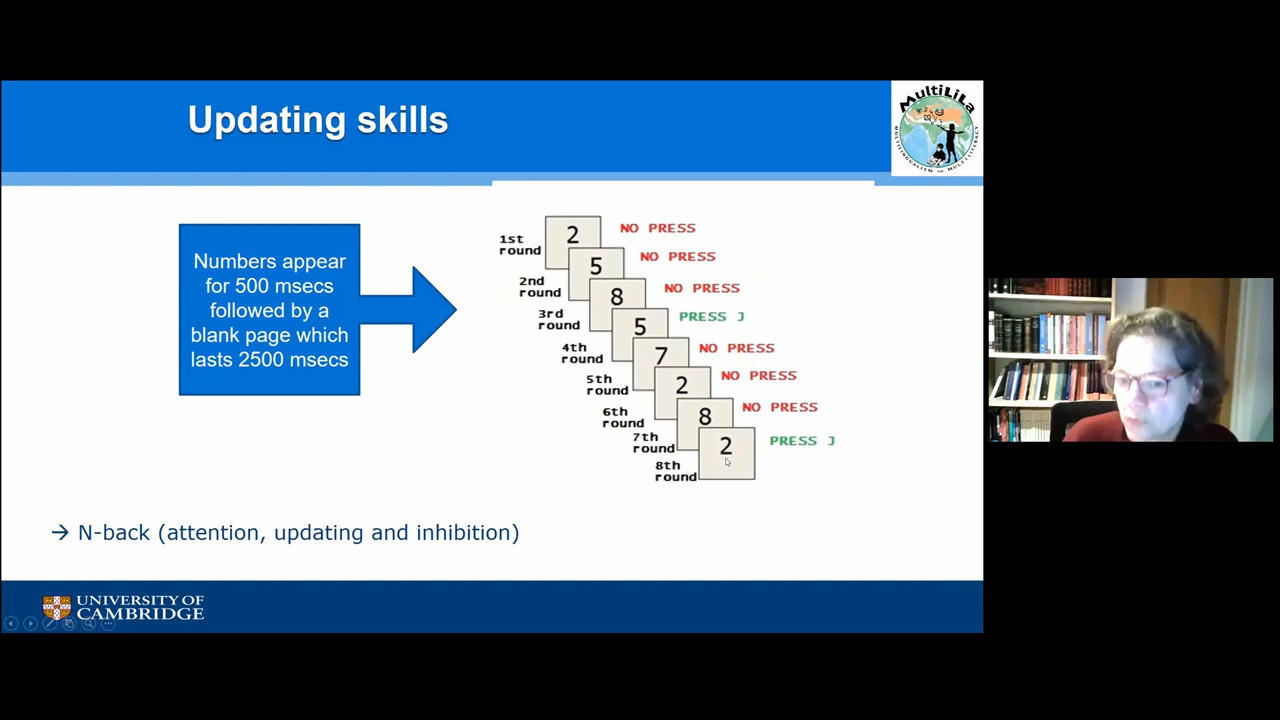 Updating skills
MultiLiLa
MULTILINGUALISM
MULTILITERACY
Numbers appear
for 500 msecs
followed by a
blank page which
lasts 2500 msecs
1st
round
2
NO PRESS
2nd
round
5
NO PRESS
3rd
round
8
NO PRESS
4th
round
5
PRESS J
5th
round
7
NO PRESS
6th
round
2
NO PRESS
7th
round
8
NO PRESS
8th
round
2
PRESS J
→ N-back (attention, updating and inhibition)
UNIVERSITY OF
CAMBRIDGE